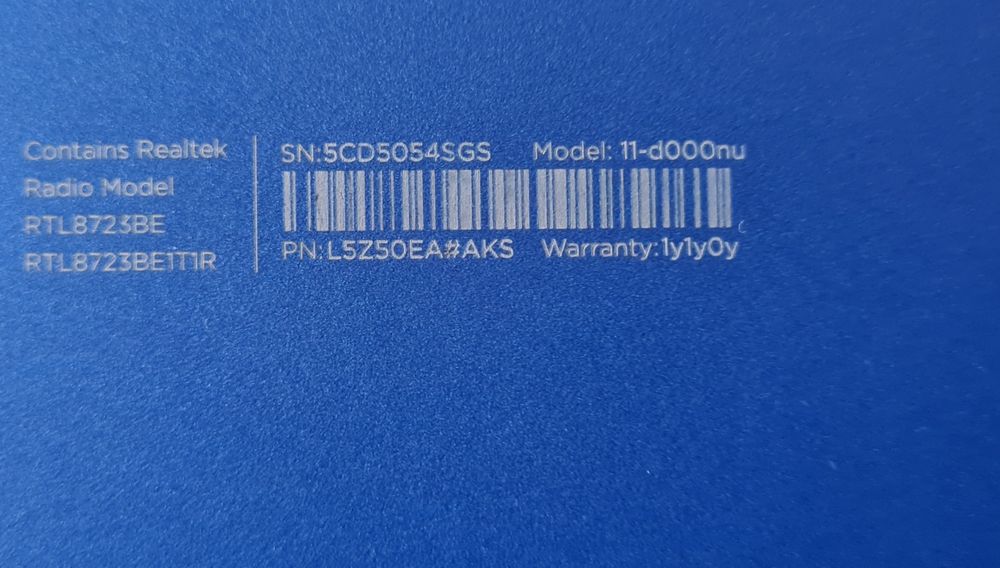 Contains Realtek
Radio Model
RTL8723BE
RTL8723BE1T1R
SN:5CD5054SGS Model: 11-d000nu
PN:L5Z50EA#AKS Warranty:1y1y0y